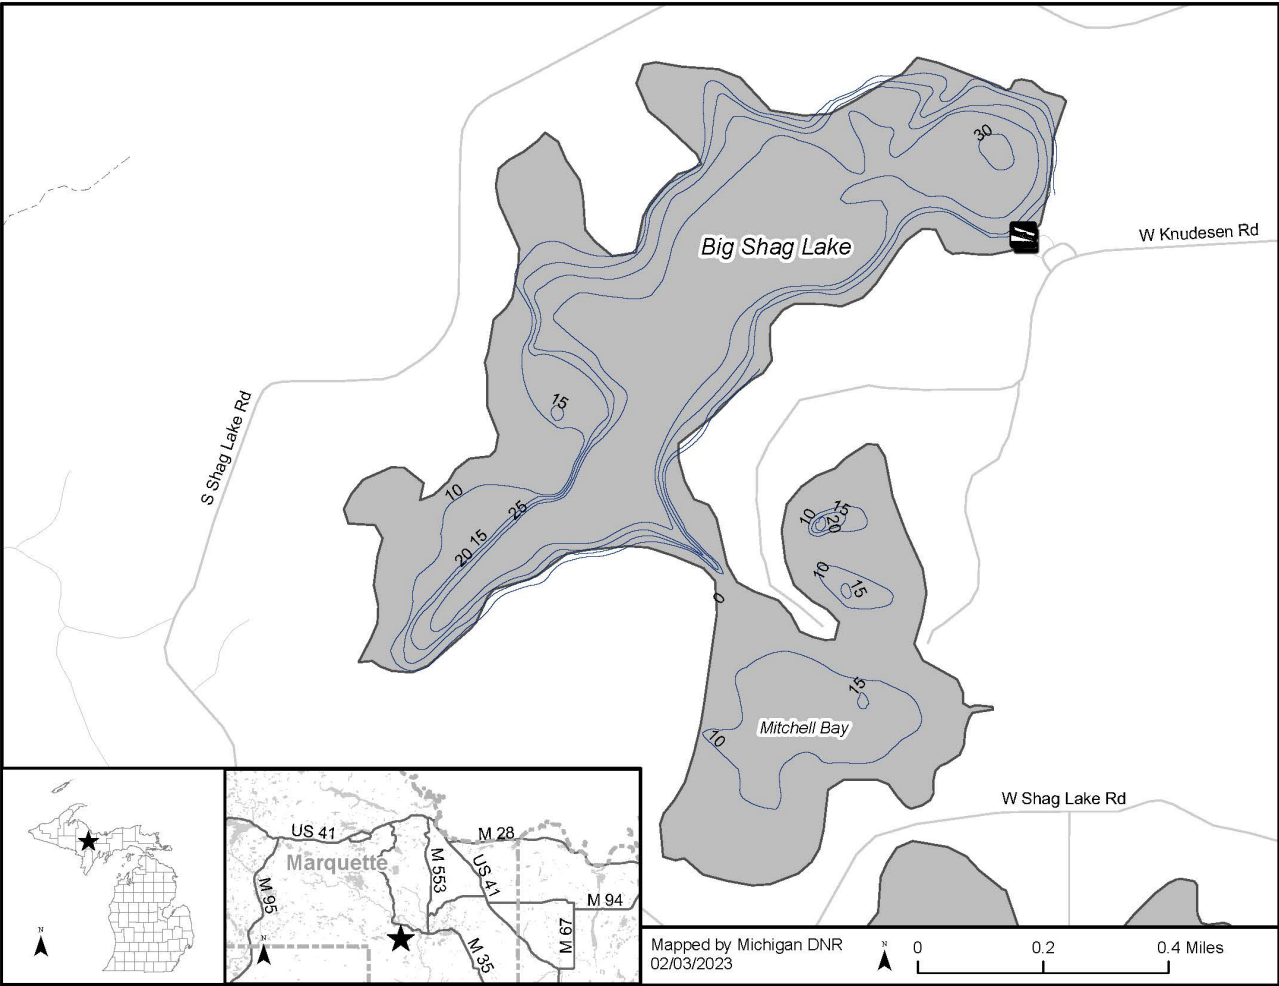 30
Big Shag Lake
W Knudesen Rd
S Shag Lake Rd
15
10
25
15
20
10
15
20
10
15
0
15
Mitchell Bay
10
W Shag Lake Rd
N
US 41
M 28
Marquette
M 553
US 41
M 95
M 94
M 67
M 35
N
Mapped by Michigan DNR
02/03/2023
N
0 0.2 0.4 Miles